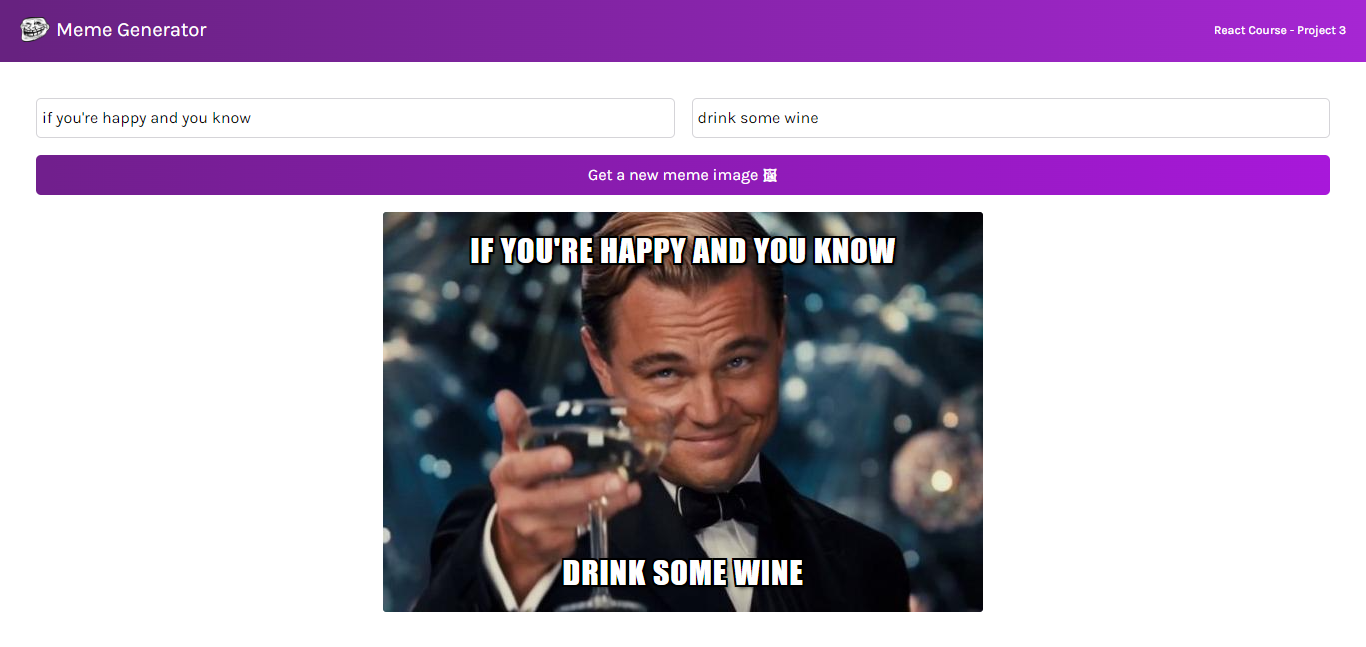 Meme Generator
React Course - Project 3
if you're happy and you know
drink some wine
Get a new meme image 🖼
IF YOU'RE HAPPY AND YOU KNOW
DRINK SOME WINE